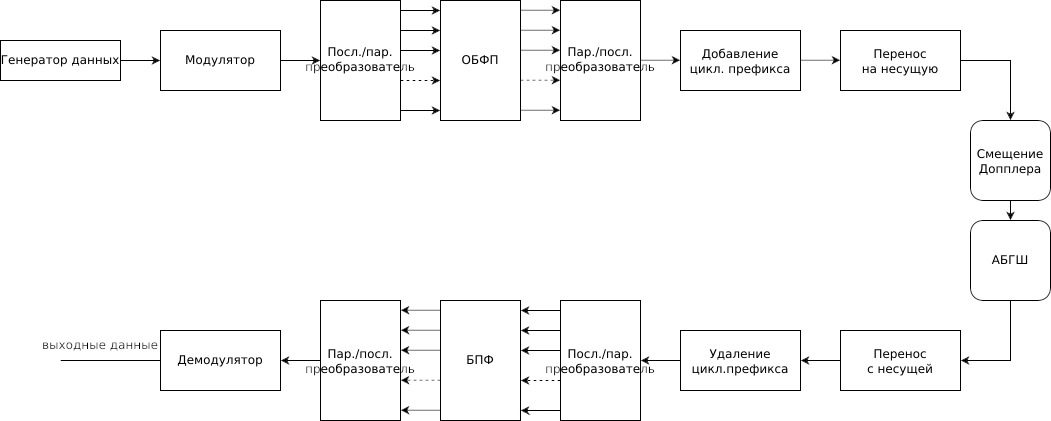 Генератор данных
Модулятор
Посл./пар.
преобразователь
ОБФП
Пар./посл.
преобразователь
Добавление
цикл. префикса
Перенос
на несущую
Смещение
Допплера
АБГШ
выходные данные
Демодулятор
Пар./посл.
преобразователь
БПФ
Посл./пар.
преобразователь
Удаление
цикл.префикса
Перенос
с несущей